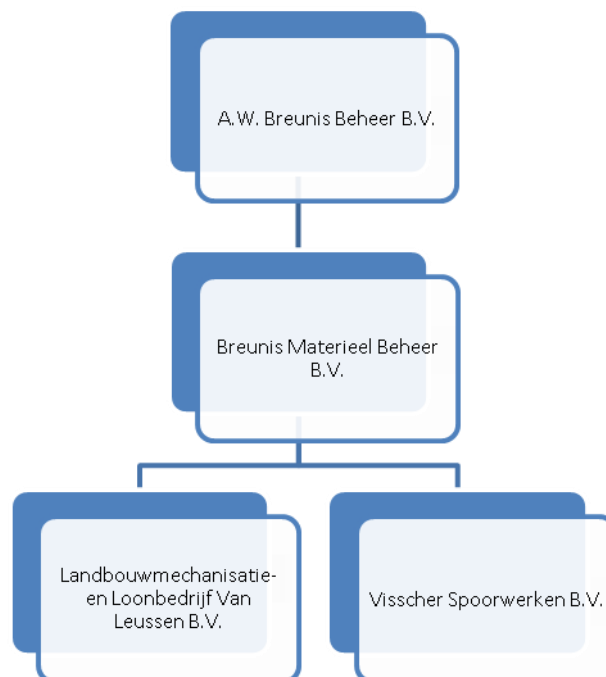 A.W. Breunis Beheer B.V.
Breunis Materieel Beheer
B.V.
Landbouwmechanisatie-
en Loonbedrijf Van
Leussen B.V.
Visscher Spoorwerken B.V.